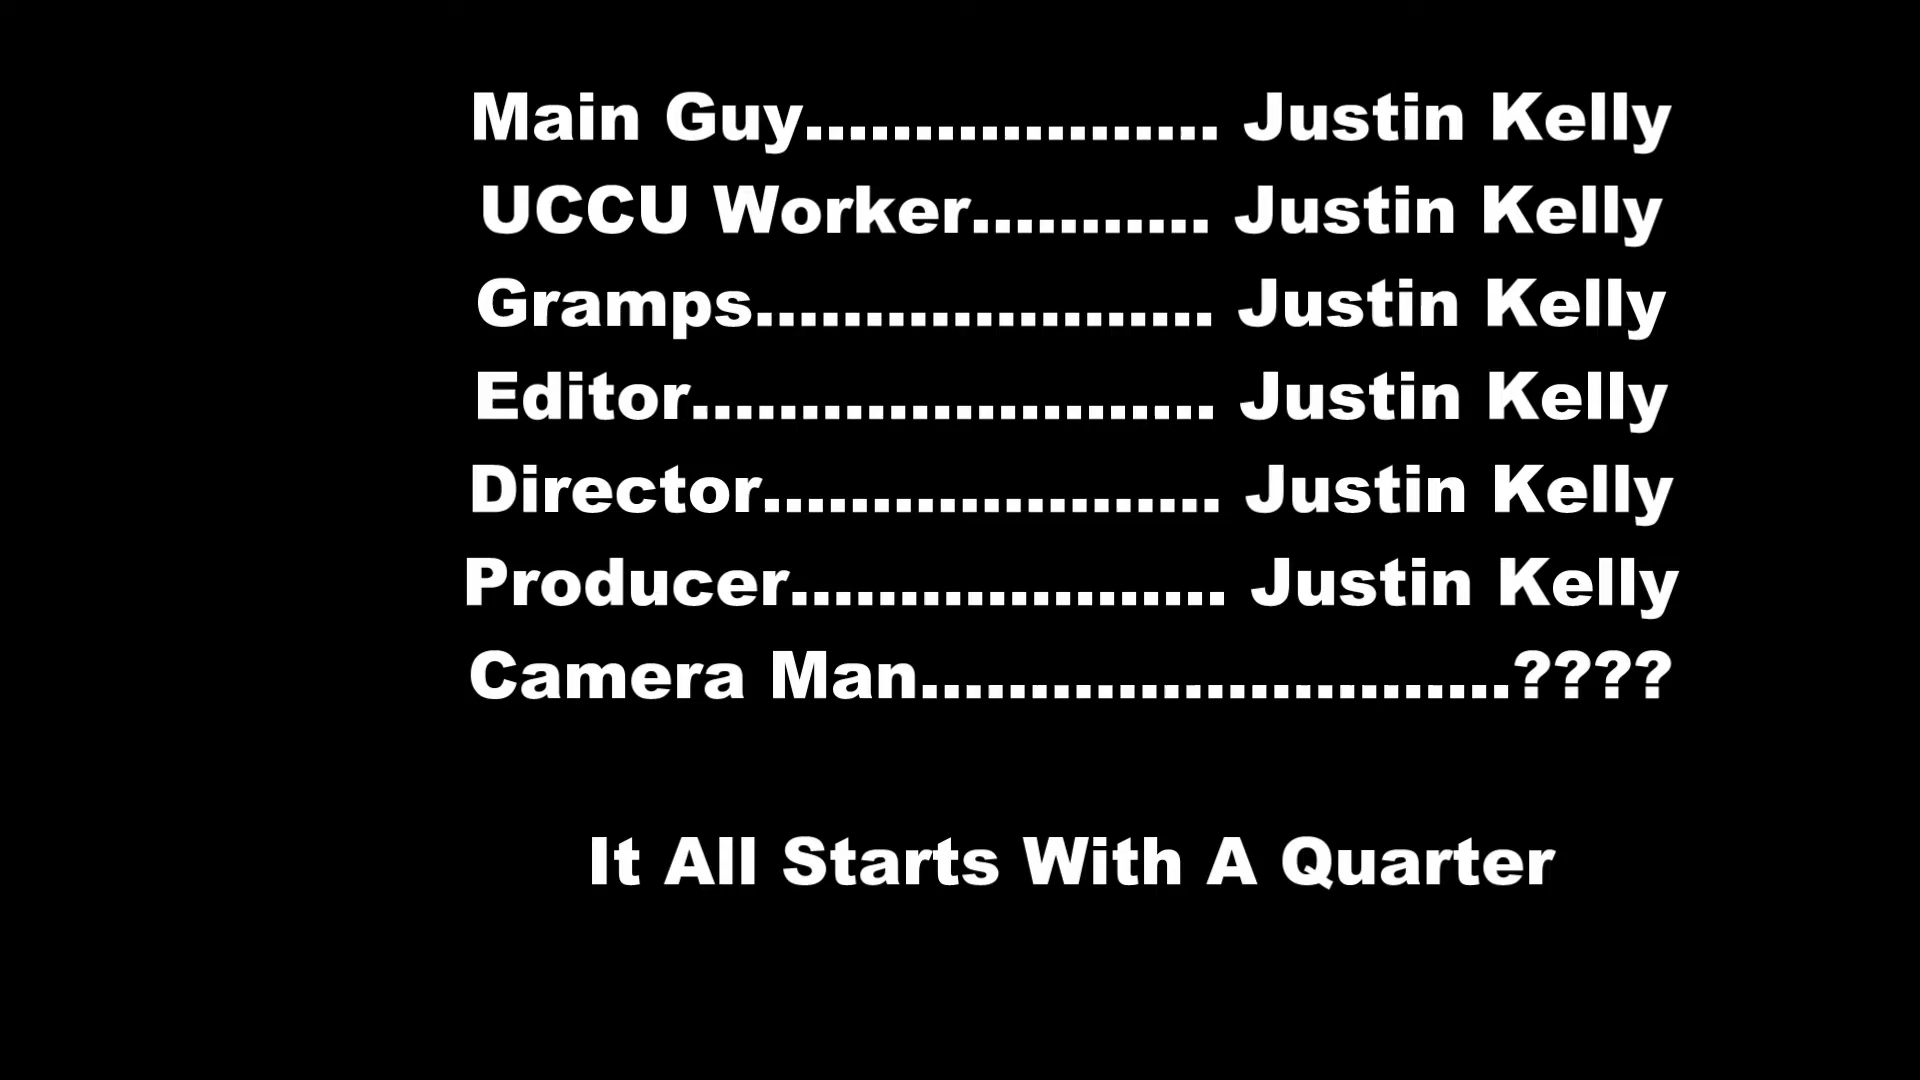 Main Guy................... Justin Kelly
UCCU Worker........... Justin Kelly
Gramps..................... Justin Kelly
Editor........................ Justin Kelly
Director..................... Justin Kelly
Producer.................... Justin Kelly
Camera Man...........................????
It All Starts With A Quarter